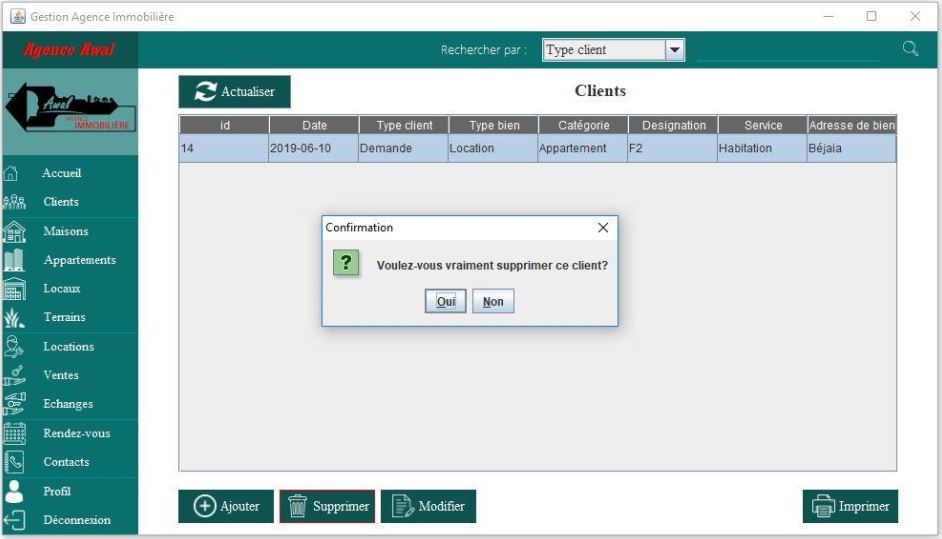 Gestion Agence Immobilière
Agence Awal
Rechercher par :
Type client
Awal
AGENCE
IMMOBILIÈRE
Actualiser
Clients
id Date Type client Type bien Catégorie Designation Service Adresse de bien
14 2019-06-10 Demande Location Appartement F2 Habitation Béjaia
Accueil
Clients
Maisons
Appartements
Locaux
Terrains
Locations
Ventes
Echanges
Rendez-vous
Contacts
Profil
Déconnexion
Confirmation
Voulez-vous vraiment supprimer ce client?
Oui Non
Ajouter Supprimer Modifier Imprimer